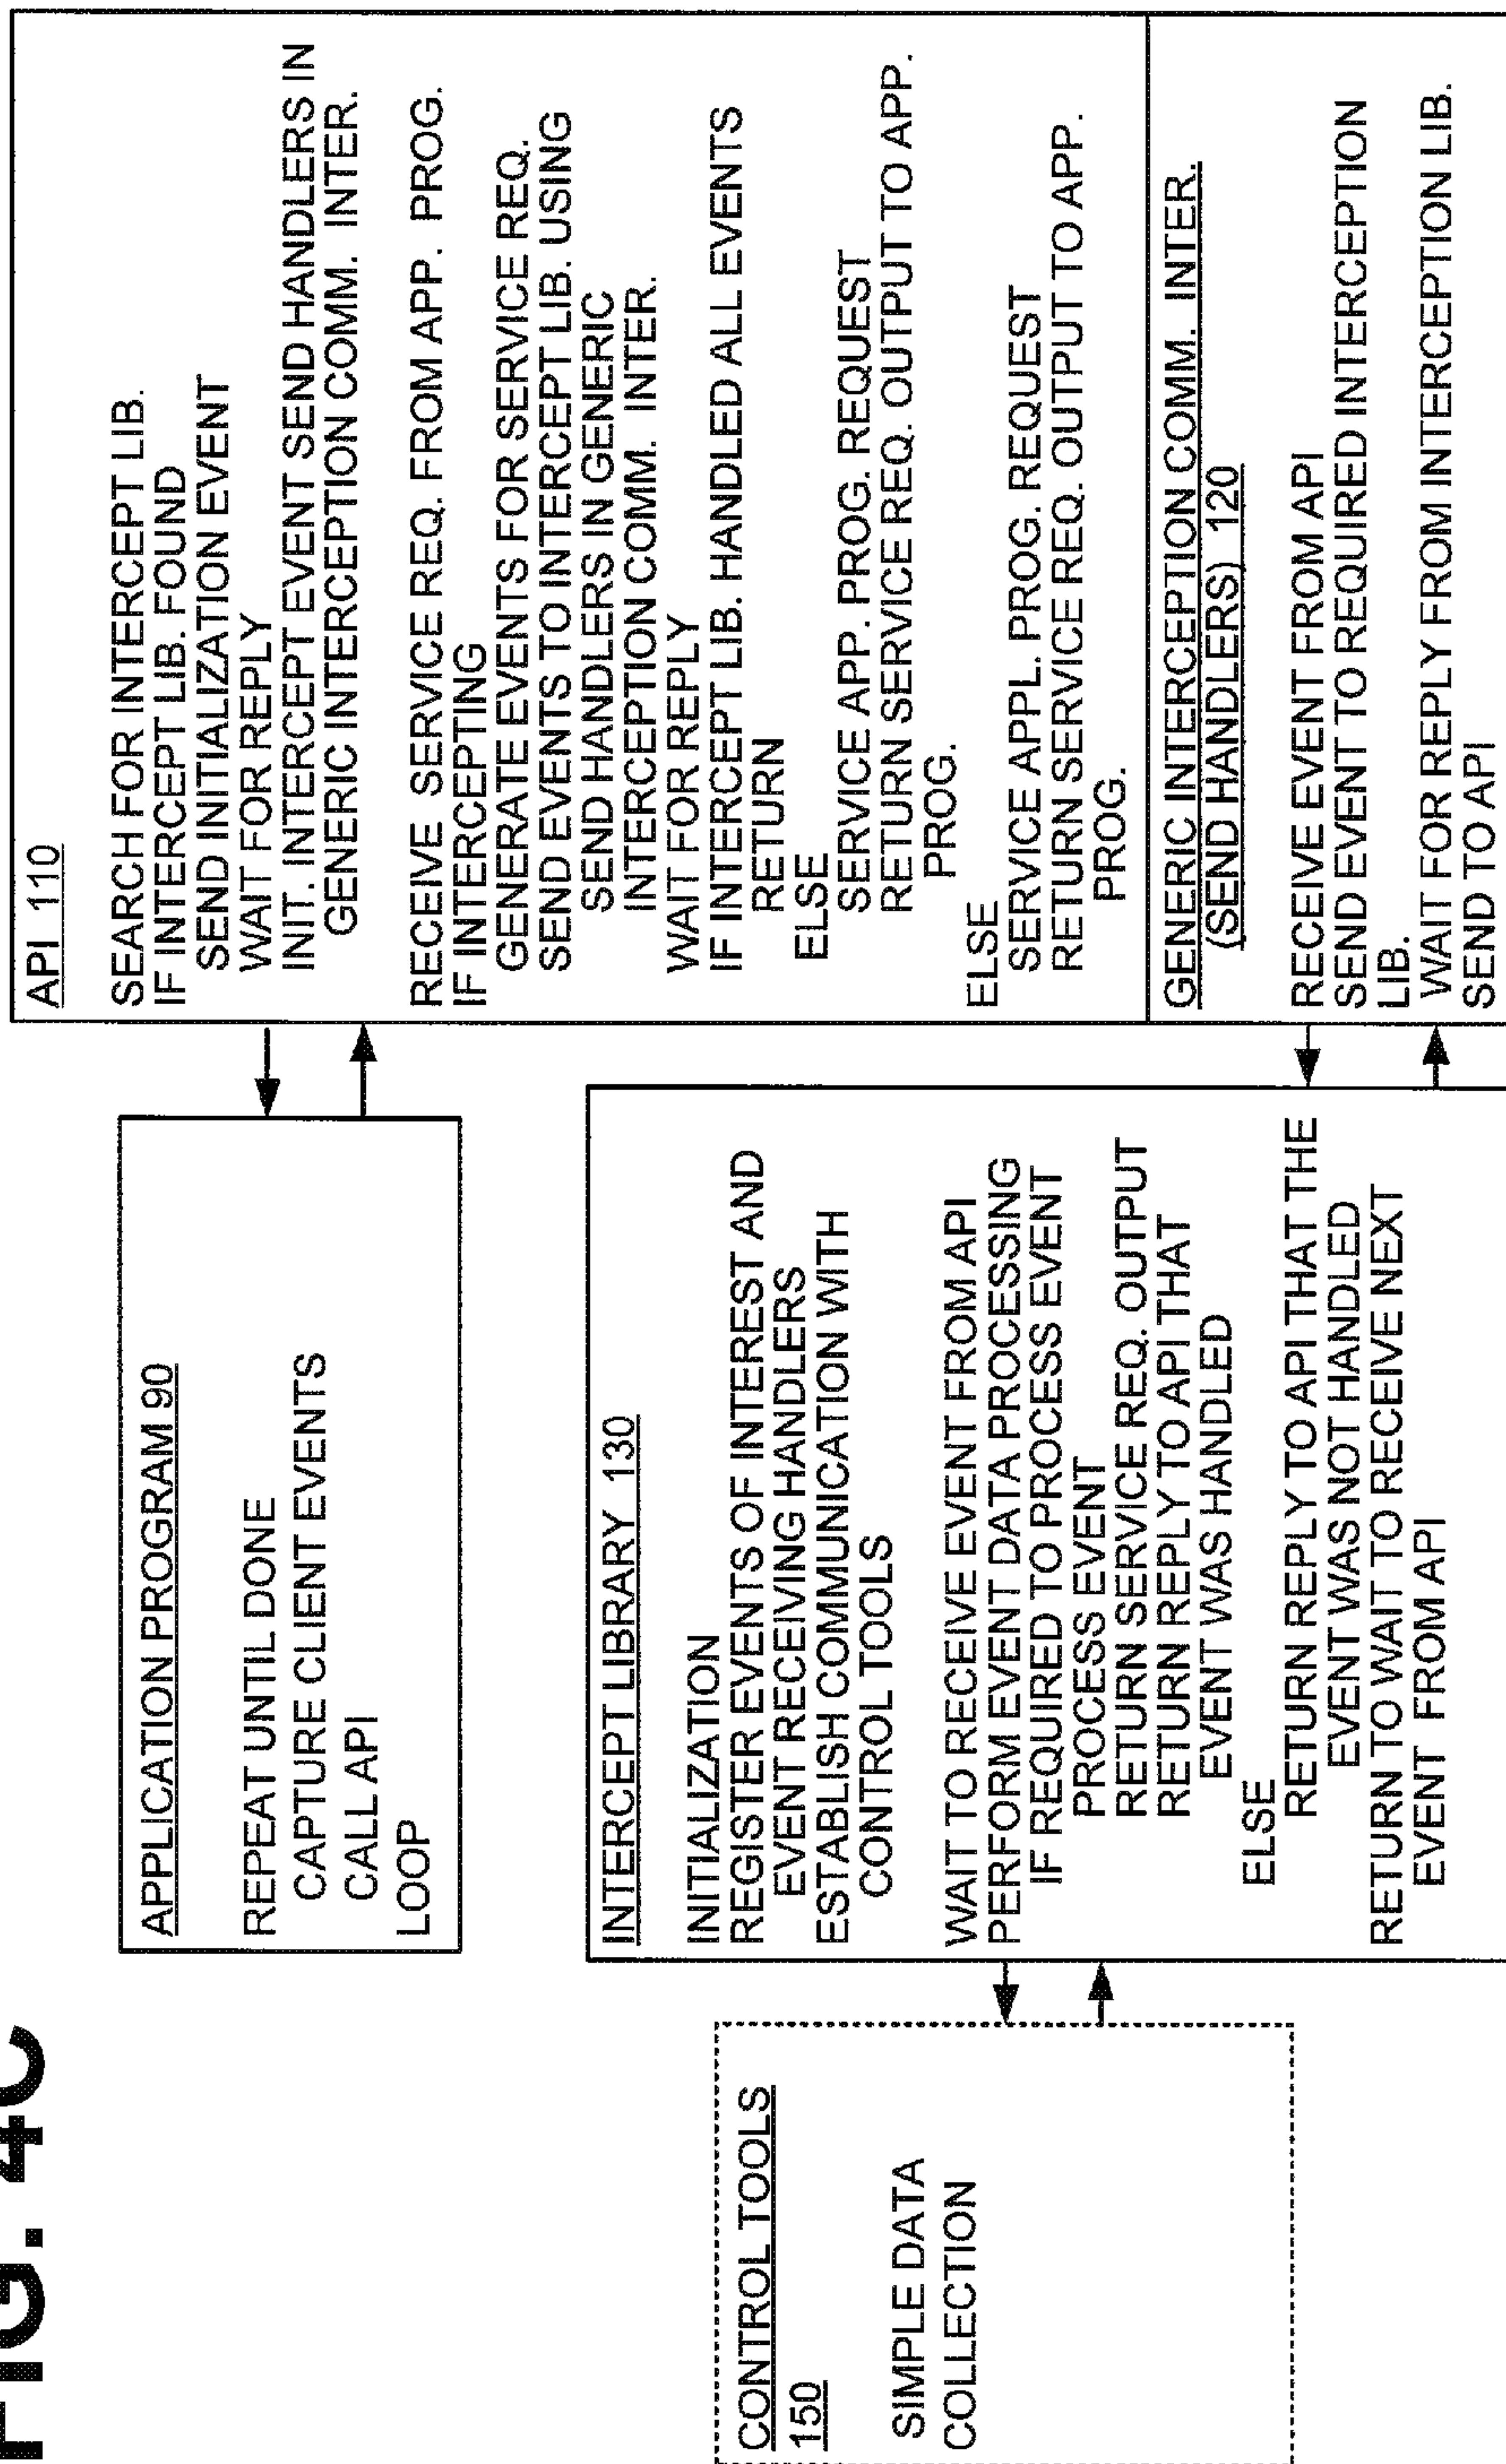 FIG. 4C
APPLICATION PROGRAM 90
REPEAT UNTIL DONE
CAPTURE CLIENT EVENTS
CALL API
LOOP
API 110
SEARCH FOR INTERCEPT LIB.
IF INTERCEPT LIB. FOUND
SEND INITIALIZATION EVENT
WAIT FOR REPLY
INIT. INTERCEPT EVENT SEND HANDLERS IN
GENERIC INTERCEPTION COMM. INTER.
RECEIVE SERVICE REQ. FROM APP. PROG.
IF INTERCEPTING
GENERATE EVENTS FOR SERVICE REQ.
SEND EVENTS TO INTERCEPT LIB. USING
SEND HANDLERS IN GENERIC
INTERCEPTION COMM. INTER.
WAIT FOR REPLY
IF INTERCEPT LIB. HANDLED ALL EVENTS
RETURN
ELSE
SERVICE APP. PROG. REQUEST
RETURN SERVICE REQ. OUTPUT TO APP.
PROG.
ELSE
SERVICE APPL. PROG. REQUEST
RETURN SERVICE REQ. OUTPUT TO APP.
PROG.
GENERIC INTERCEPTION COMM. INTER.
(SEND HANDLERS) 120
RECEIVE EVENT FROM API
SEND EVENT TO REQUIRED INTERCEPTION
LIB.
WAIT FOR REPLY FROM INTERCEPTION LIB.
SEND TO API
INTERCEPT LIBRARY 130
INITIALIZATION
REGISTER EVENTS OF INTEREST AND
EVENT RECEIVING HANDLERS
ESTABLISH COMMUNICATION WITH
CONTROL TOOLS
WAIT TO RECEIVE EVENT FROM API
PERFORM EVENT DATA PROCESSING
IF REQUIRED TO PROCESS EVENT
PROCESS EVENT
RETURN SERVICE REQ. OUTPUT
RETURN REPLY TO API THAT
EVENT WAS HANDLED
ELSE
RETURN REPLY TO API THAT THE
EVENT WAS NOT HANDLED
RETURN TO WAIT TO RECEIVE NEXT
EVENT FROM API
CONTROL TOOLS
150
SIMPLE DATA
COLLECTION